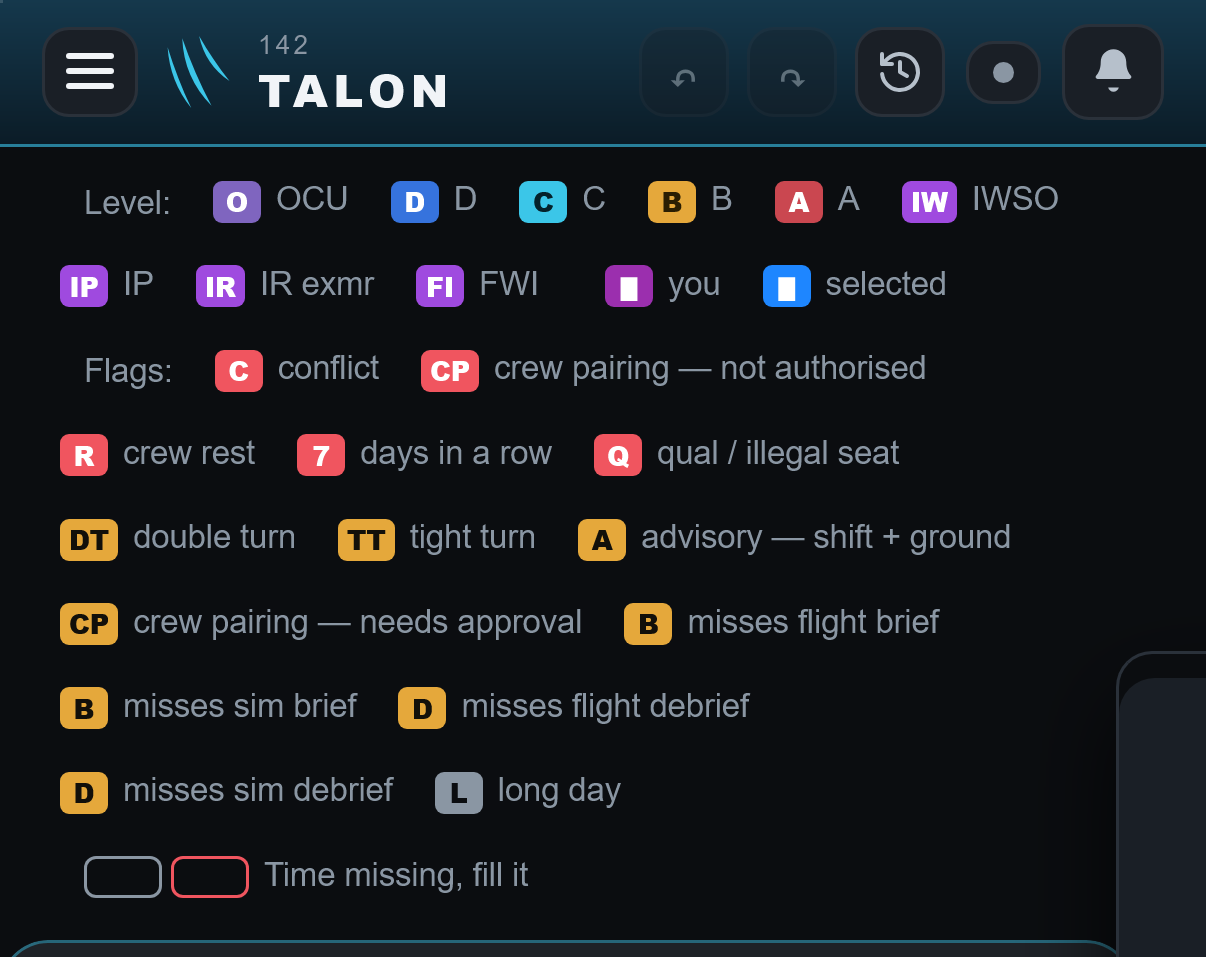 142
TALON
Level: O OCU D D C C B B A A IW IWSO
IP IP IR IR exmr FI FWI you selected
Flags: C conflict CP crew pairing — not authorised
R crew rest 7 days in a row Q qual / illegal seat
DT double turn TT tight turn A advisory — shift + ground
CP crew pairing — needs approval B misses flight brief
B misses sim brief D misses flight debrief
D misses sim debrief L long day
Time missing, fill it